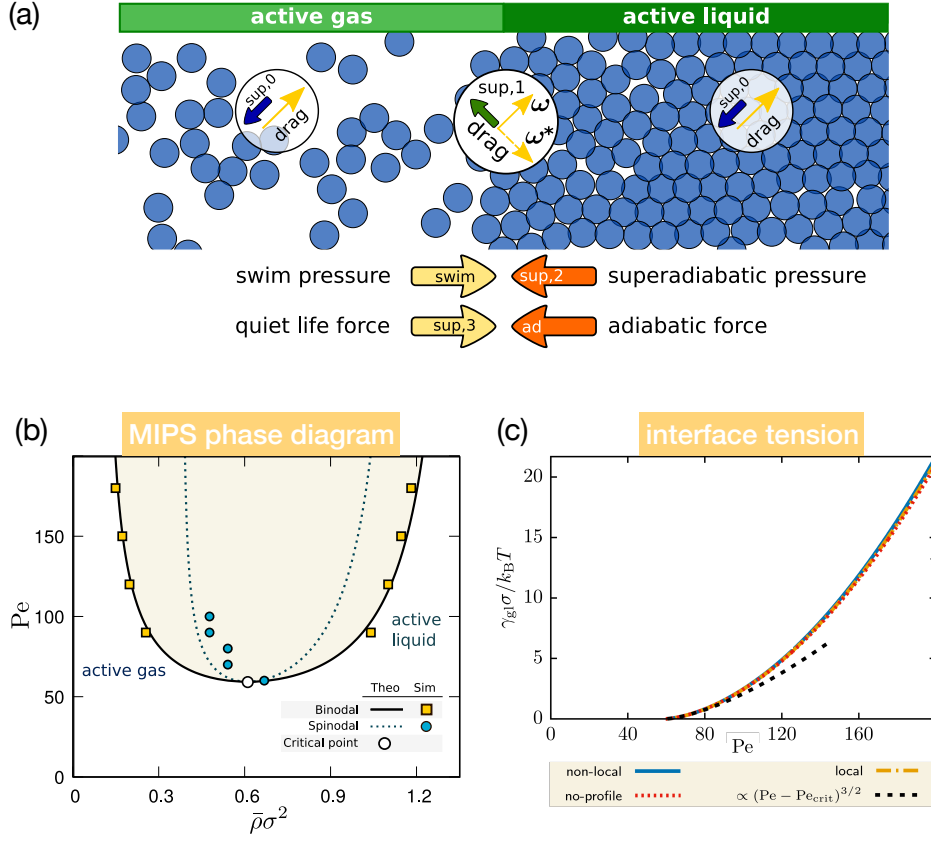 (a)
active gas active liquid
sup,0 drag
sup,1 ω drag ω*
sup,0 drag
swim pressure swim sup,2 superadiabatic pressure
quiet life force sup,3 ad adiabatic force
(b) MIPS phase diagram
Pe
150
100
50
0
0 0.3 0.6 0.9 1.2
ρ̄σ²
active gas
active
liquid
Theo Sim
Binodal
Spinodal
Critical point
(c) interface tension
γgl σ/kBT
20
15
10
5
0
0 40 80 120 160
Pe
non-local local
no-profile ∝ (Pe − Pecrit)^3/2